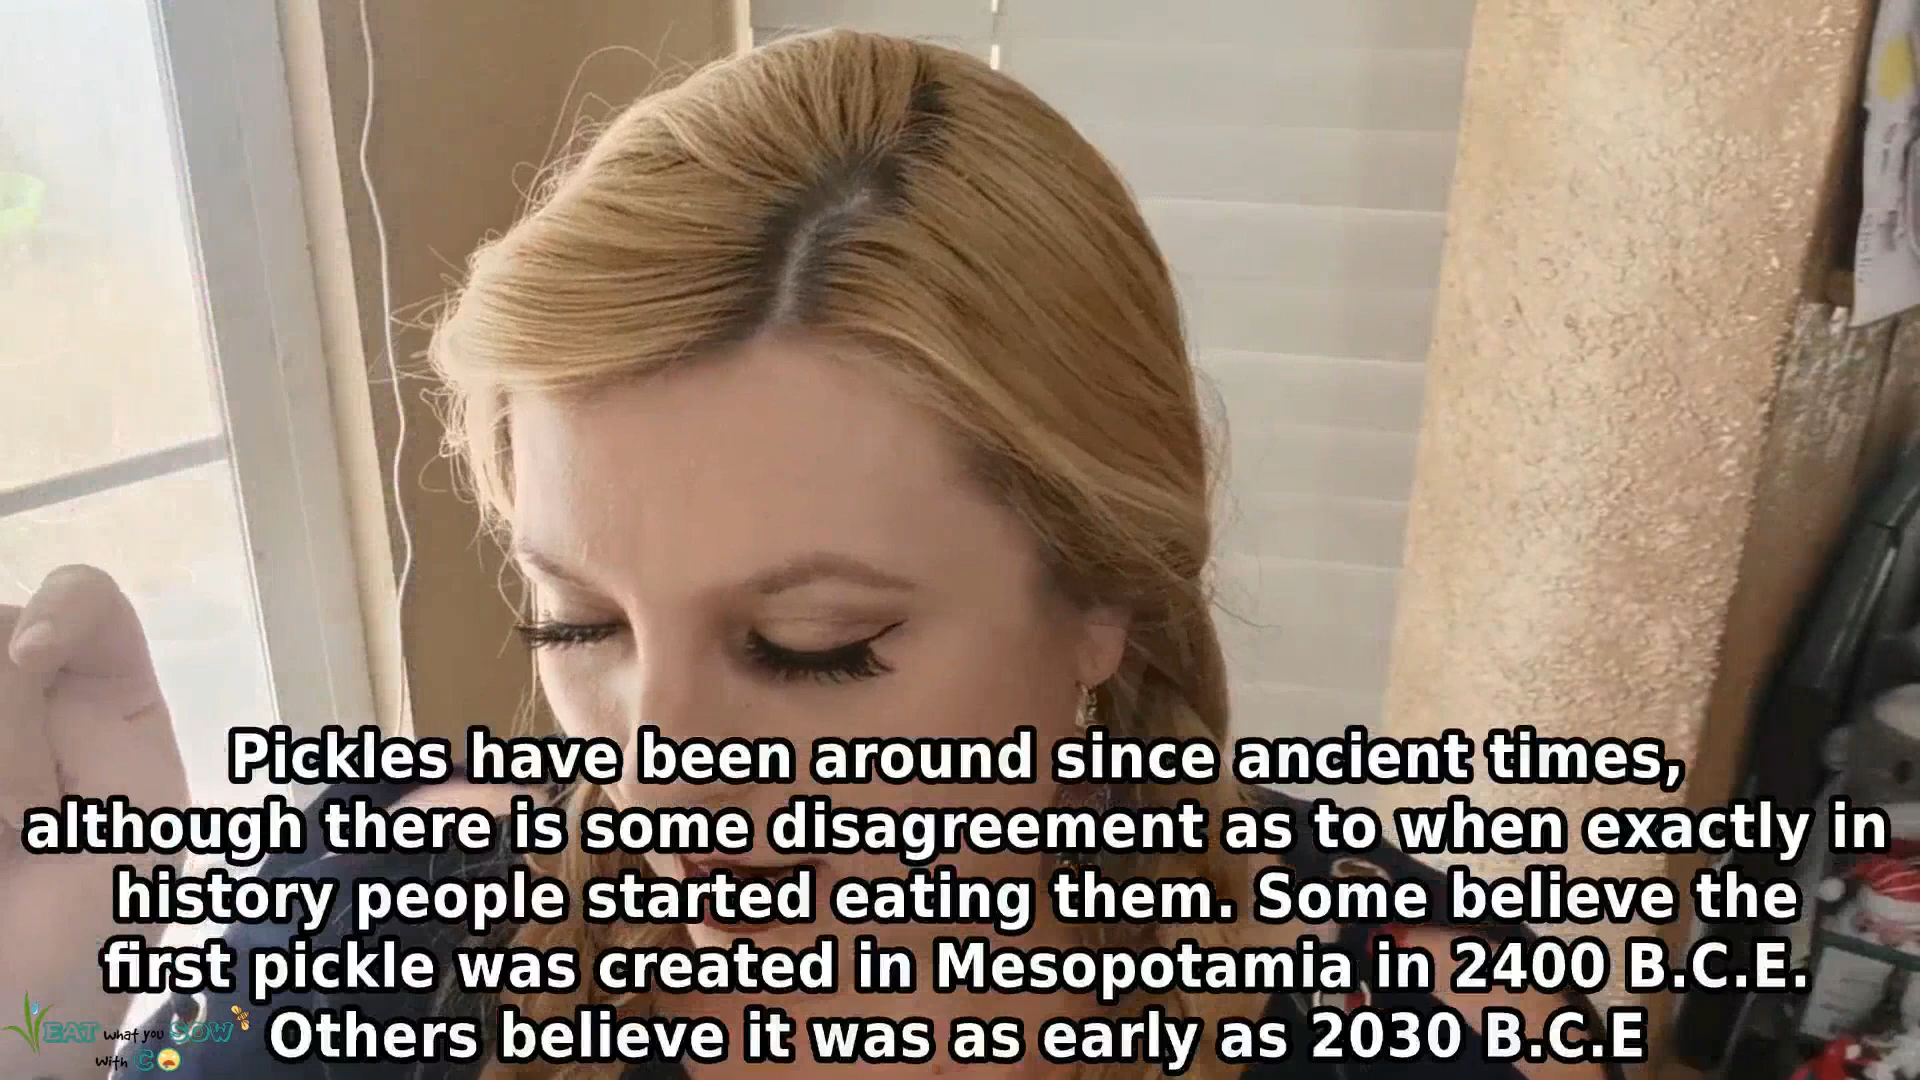 Pickles have been around since ancient times,
although there is some disagreement as to when exactly in
history people started eating them. Some believe the
first pickle was created in Mesopotamia in 2400 B.C.E.
Others believe it was as early as 2030 B.C.E
EAT what you SOW
with CO